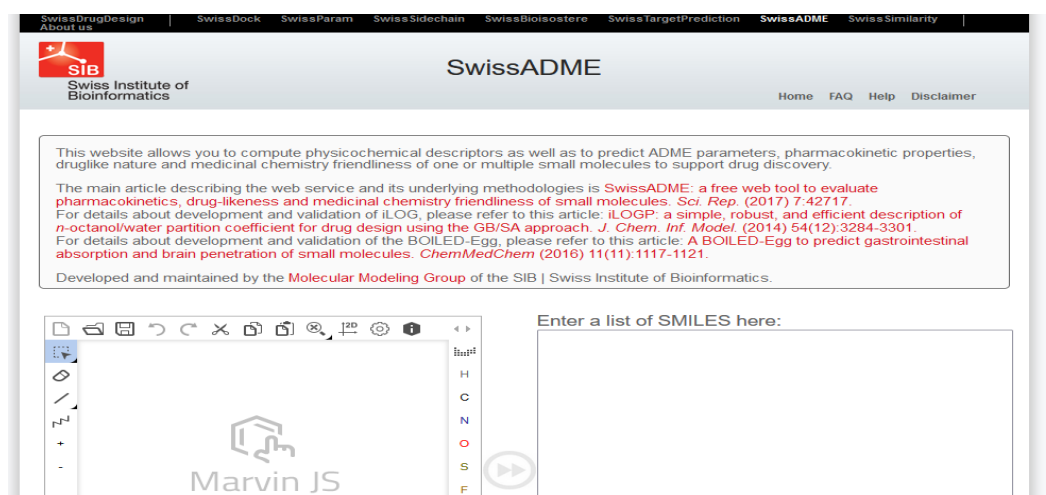 SwissDrugDesign | SwissDock SwissParam SwissSidechain SwissBioisostere SwissTargetPrediction SwissADME SwissSimilarity |
About us
SIB
Swiss Institute of
Bioinformatics
SwissADME
Home FAQ Help Disclaimer
This website allows you to compute physicochemical descriptors as well as to predict ADME parameters, pharmacokinetic properties,
druglike nature and medicinal chemistry friendliness of one or multiple small molecules to support drug discovery.
The main article describing the web service and its underlying methodologies is SwissADME: a free web tool to evaluate
pharmacokinetics, drug-likeness and medicinal chemistry friendliness of small molecules. Sci. Rep. (2017) 7:42717.
For details about development and validation of iLOG, please refer to this article: iLOGP: a simple, robust, and efficient description of
n-octanol/water partition coefficient for drug design using the GB/SA approach. J. Chem. Inf. Model. (2014) 54(12):3284-3301.
For details about development and validation of the BOILED-Egg, please refer to this article: A BOILED-Egg to predict gastrointestinal
absorption and brain penetration of small molecules. ChemMedChem (2016) 11(11):1117-1121.
Developed and maintained by the Molecular Modeling Group of the SIB | Swiss Institute of Bioinformatics.
Enter a list of SMILES here:
2D
H
C
N
O
S
F
+
-
Marvin JS